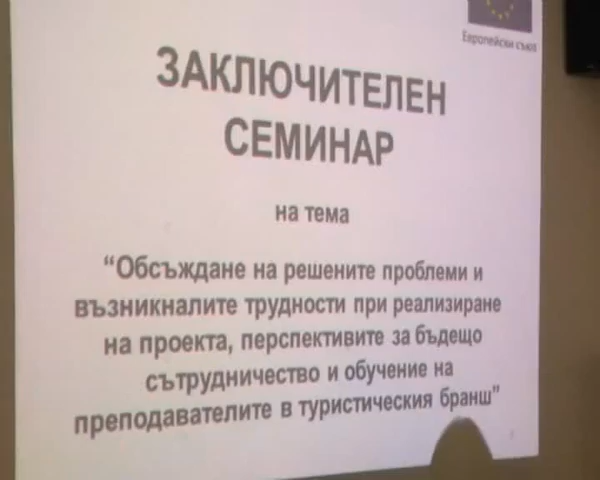 Европейски съюз
ЗАКЛЮЧИТЕЛЕН
СЕМИНАР
на тема
“Обсъждане на решените проблеми и
възникналите трудности при реализиране
на проекта, перспективите за бъдещо
сътрудничество и обучение на
преподавателите в туристическия бранш”